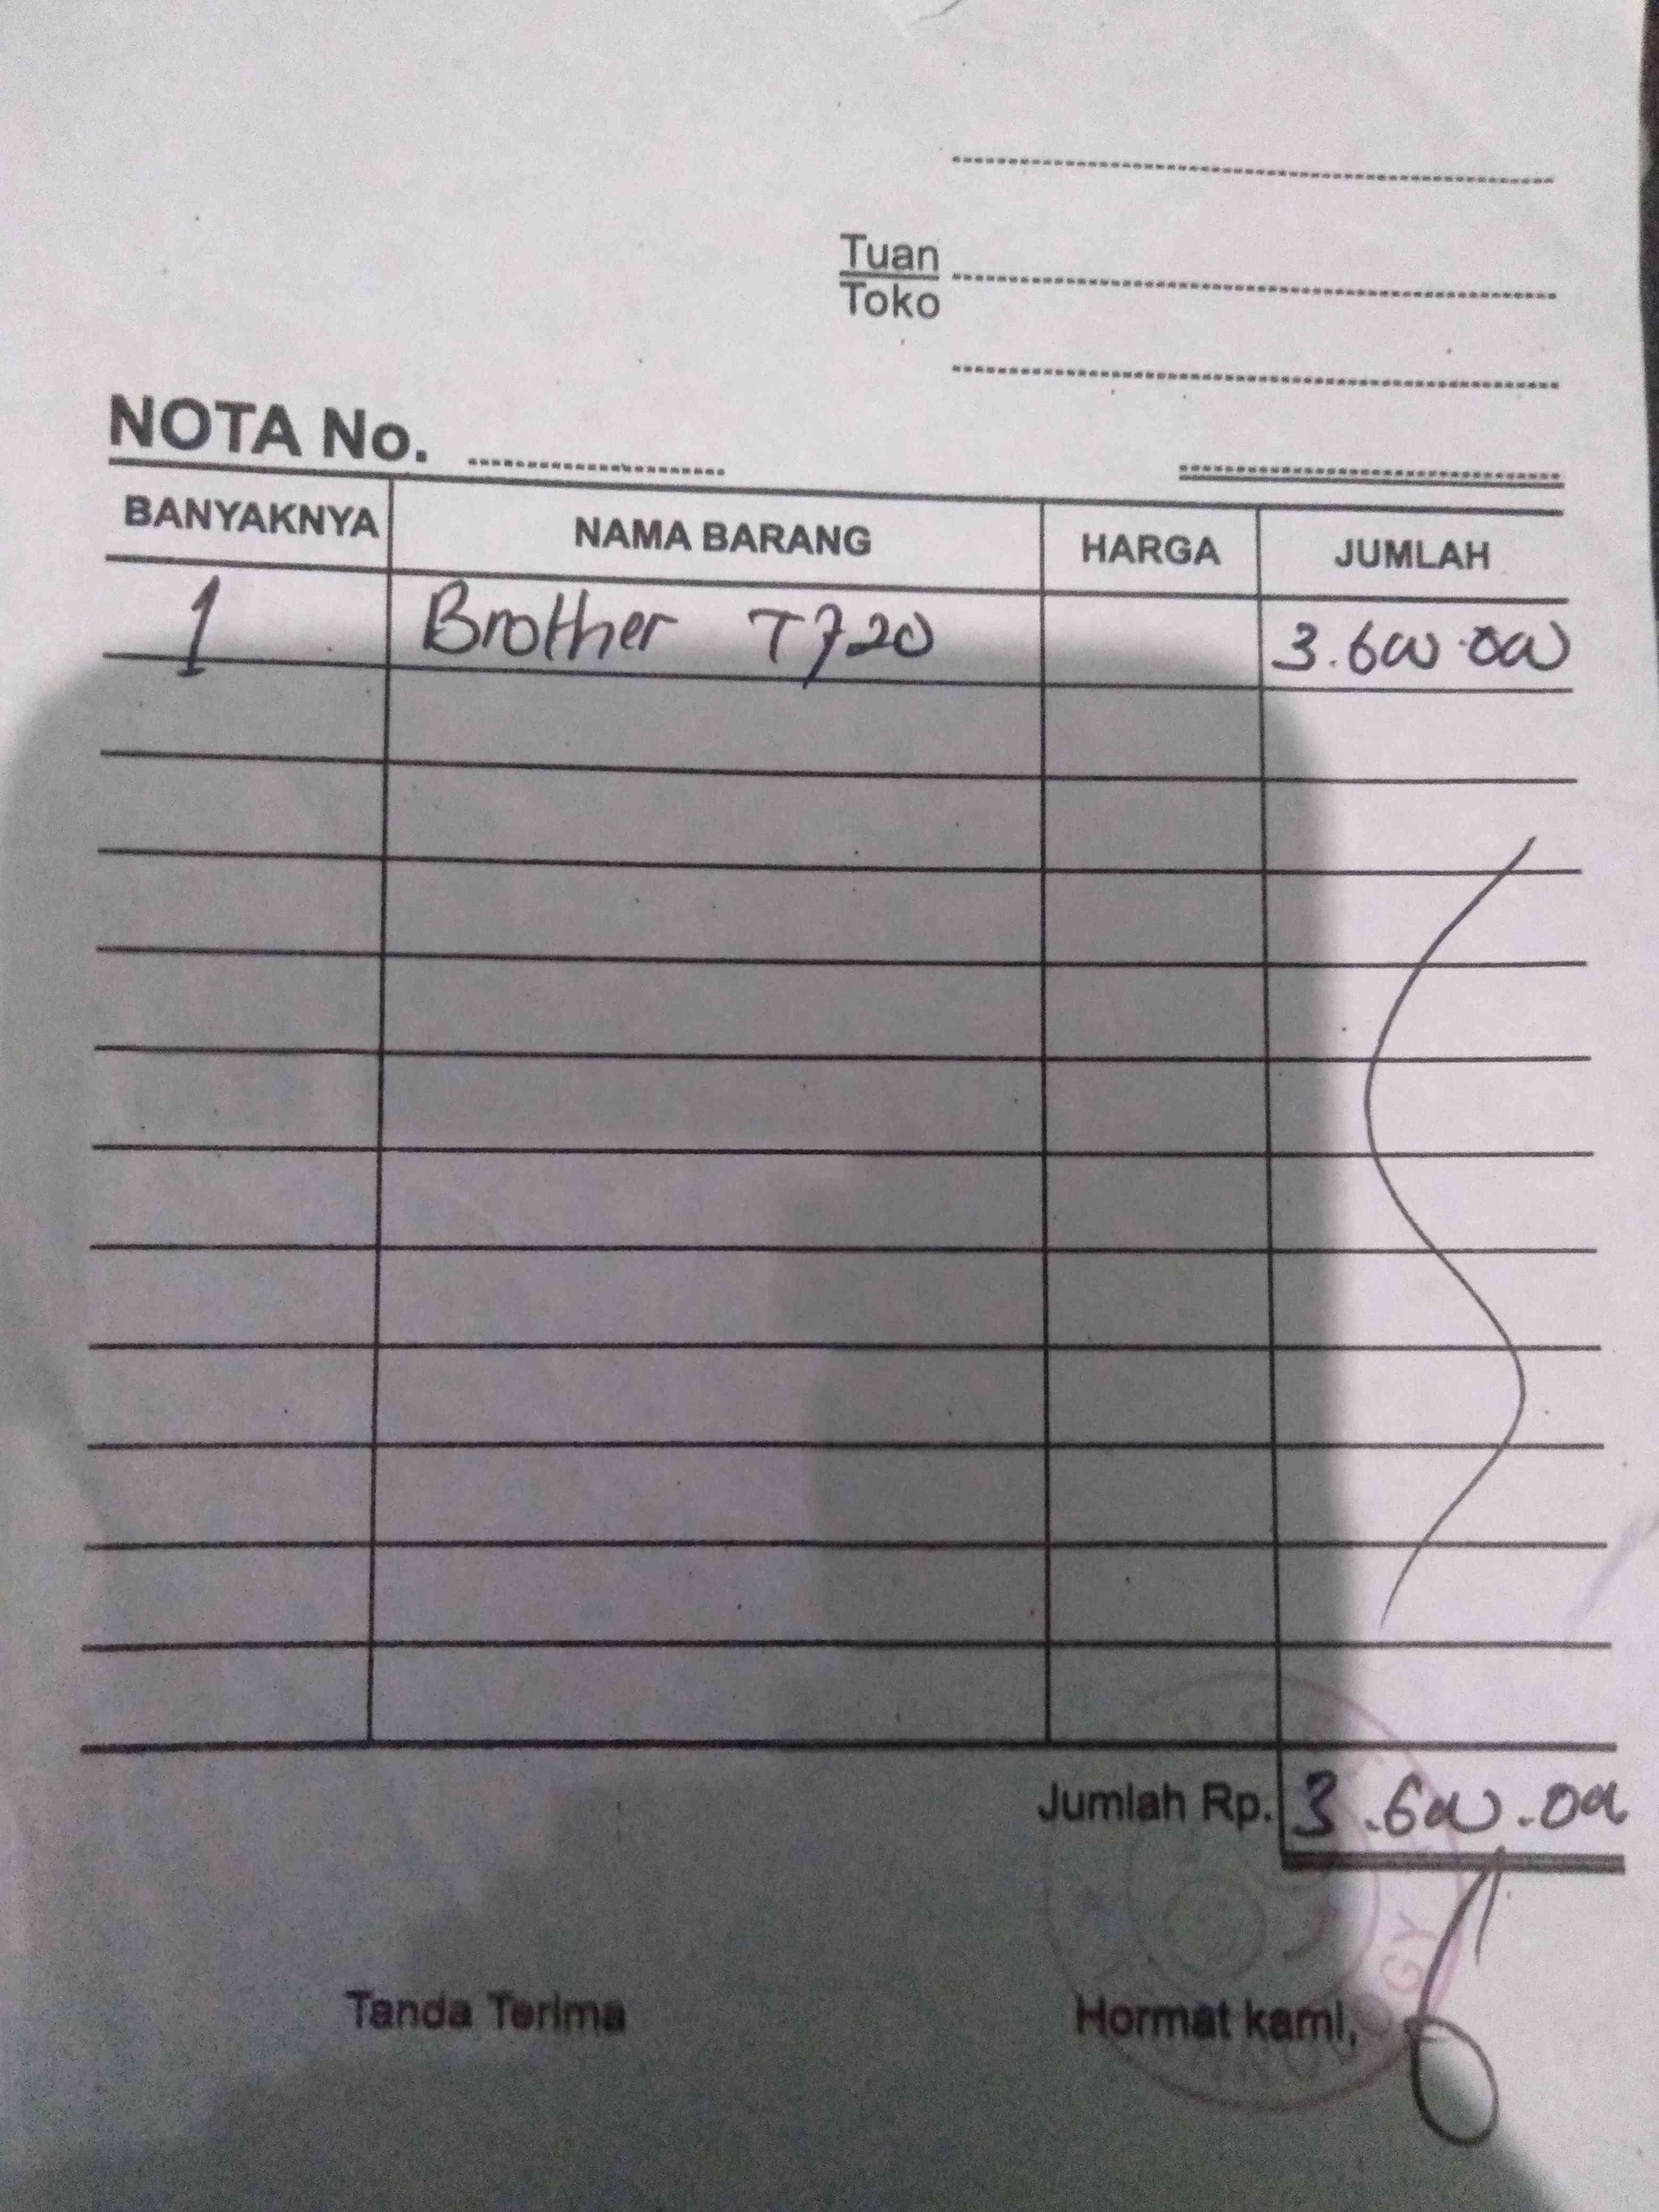 Tuan
Toko
NOTA No.
BANYAKNYA NAMA BARANG HARGA JUMLAH
1 Brother T720 3.600.000
Jumlah Rp. 3.600.000
Tanda Terima Hormat kami,